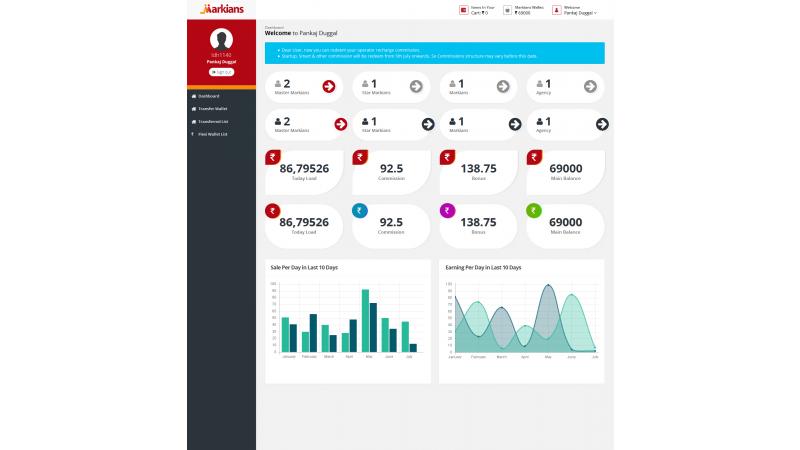 Markians
Items In Your
Cart: ₹ 0
Markians Wallet
₹ 69000
Welcome
Pankaj Duggal
ldh1140
Pankaj Duggal
Sign out
Dashboard
Transfer Wallet
Transferred List
₹ Flexi Wallet List
Dashboard
Welcome to Pankaj Duggal
Dear User, now you can redeem your operator recharge commission.
Startup, Smart & other commission will be redeem from 5th July onwards. So Commissions structure may vary before this date.
2
Master Markians
1
Star Markians
1
Markians
1
Agency
2
Master Markians
1
Star Markians
1
Markians
1
Agency
₹
86,79526
Today Load
₹
92.5
Commission
₹
138.75
Bonus
₹
69000
Main Balance
₹
86,79526
Today Load
₹
92.5
Commission
₹
138.75
Bonus
₹
69000
Main Balance
Sale Per Day in Last 10 Days
100
90
80
70
60
50
40
30
20
10
0
January February March April May June July
Earning Per Day in Last 10 Days
100
90
80
70
60
50
40
30
20
10
0
January February March April May June July